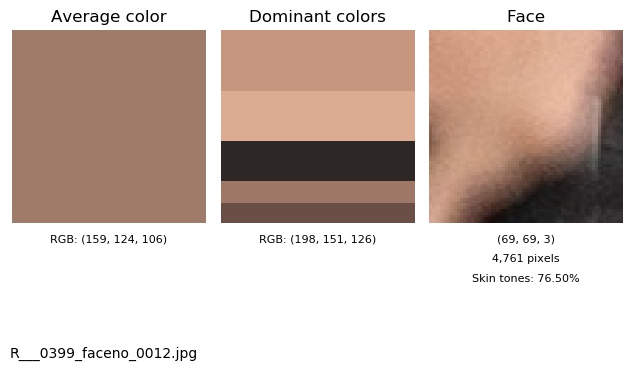 Average color
Dominant colors
Face
RGB: (159, 124, 106)
RGB: (198, 151, 126)
(69, 69, 3)
4,761 pixels
Skin tones: 76.50%
R___0399_faceno_0012.jpg